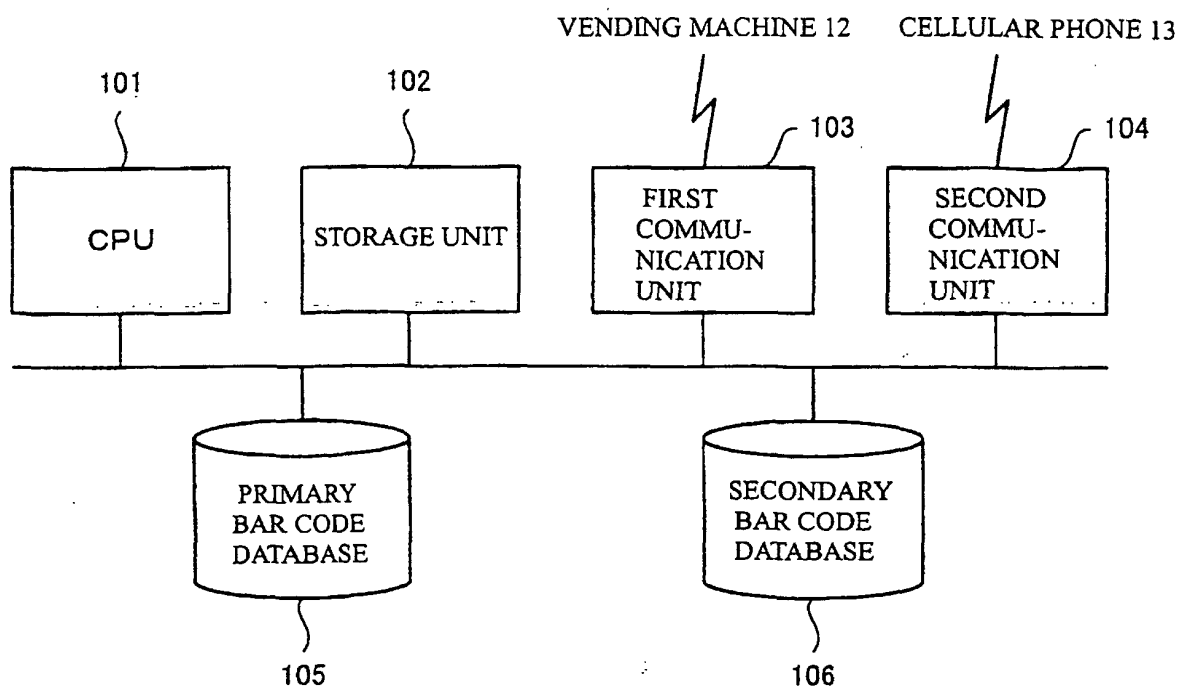 VENDING MACHINE 12
CELLULAR PHONE 13
101
102
103
104
CPU
STORAGE UNIT
FIRST
COMMU-
NICATION
UNIT
SECOND
COMMU-
NICATION
UNIT
PRIMARY
BAR CODE
DATABASE
SECONDARY
BAR CODE
DATABASE
105
106